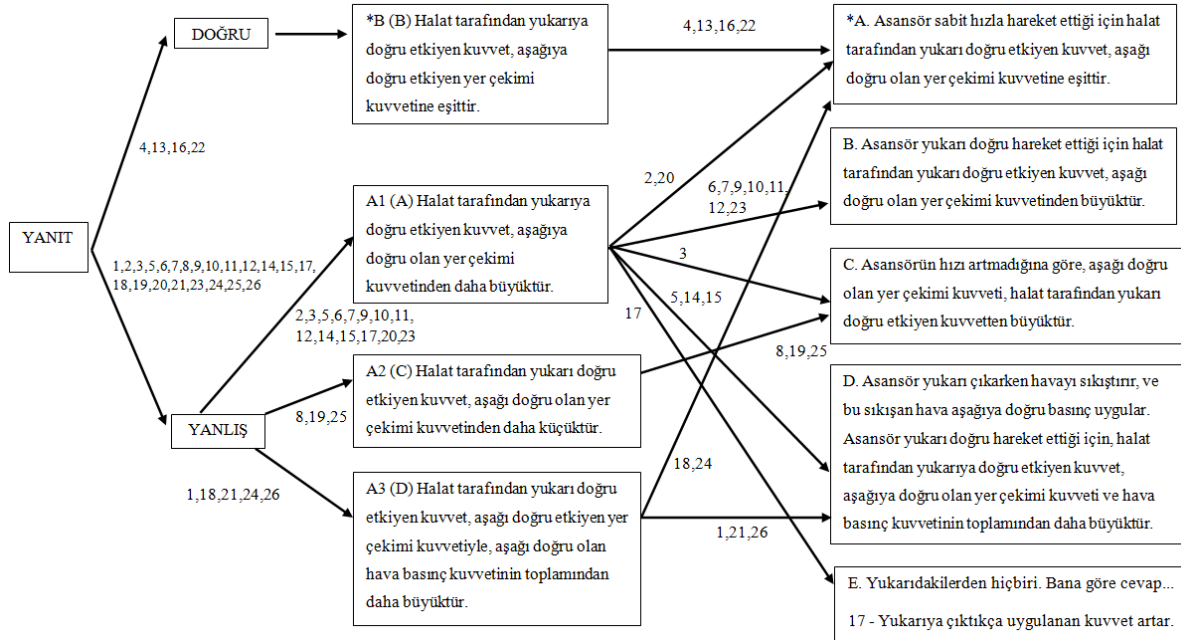 YANIT
DOĞRU
4,13,16,22
1,2,3,5,6,7,8,9,10,11,12,14,15,17,
18,19,20,21,23,24,25,26
YANLIŞ
*B (B) Halat tarafından yukarıya
doğru etkiyen kuvvet, aşağıya
doğru etkiyen yer çekimi
kuvvetine eşittir.
A1 (A) Halat tarafından yukarıya
doğru etkiyen kuvvet, aşağıya
doğru olan yer çekimi
kuvvetinden daha büyüktür.
2,3,5,6,7,9,10,11,
12,14,15,17,20,23
A2 (C) Halat tarafından yukarı doğru
etkiyen kuvvet, aşağı doğru olan yer
çekimi kuvvetinden daha küçüktür.
8,19,25
A3 (D) Halat tarafından yukarı doğru
etkiyen kuvvet, aşağı doğru etkiyen yer
çekimi kuvvetiyle, aşağı doğru olan
hava basınç kuvvetinin toplamından
daha büyüktür.
1,18,21,24,26
4,13,16,22
2,20
6,7,9,10,11,
12,23
3
5,14,15
17
8,19,25
18,24
1,21,26
*A. Asansör sabit hızla hareket ettiği için halat
tarafından yukarı doğru etkiyen kuvvet, aşağı
doğru olan yer çekimi kuvvetine eşittir.
B. Asansör yukarı doğru hareket ettiği için halat
tarafından yukarı doğru etkiyen kuvvet, aşağı
doğru olan yer çekimi kuvvetinden büyüktür.
C. Asansörün hızı artmadığına göre, aşağı doğru
olan yer çekimi kuvveti, halat tarafından yukarı
doğru etkiyen kuvvetten büyüktür.
D. Asansör yukarı çıkarken havayı sıkıştırır, ve
bu sıkışan hava aşağıya doğru basınç uygular.
Asansör yukarı doğru hareket ettiği için, halat
tarafından yukarıya doğru etkiyen kuvvet,
aşağıya doğru olan yer çekimi kuvveti ve hava
basınç kuvvetinin toplamından daha büyüktür.
E. Yukarıdakilerden hiçbiri. Bana göre cevap...
17 - Yukarıya çıktıkça uygulanan kuvvet artar.